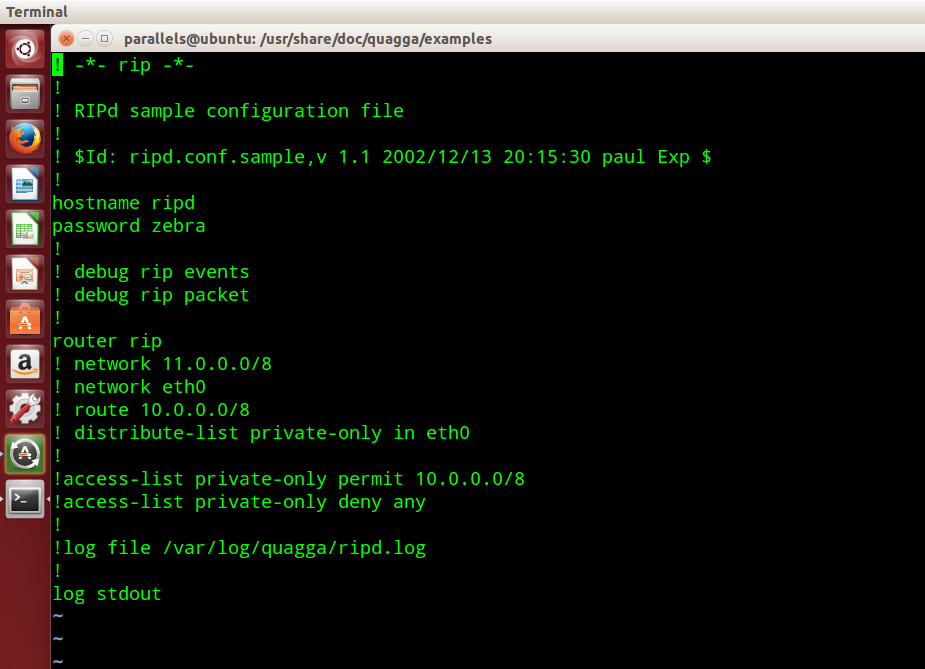 Terminal
parallels@ubuntu: /usr/share/doc/quagga/examples
! -*- rip -*-
!
! RIPd sample configuration file
!
! $Id: ripd.conf.sample,v 1.1 2002/12/13 20:15:30 paul Exp $
!
hostname ripd
password zebra
!
! debug rip events
! debug rip packet
!
router rip
! network 11.0.0.0/8
! network eth0
! route 10.0.0.0/8
! distribute-list private-only in eth0
!
!access-list private-only permit 10.0.0.0/8
!access-list private-only deny any
!
!log file /var/log/quagga/ripd.log
!
log stdout
~
~
~